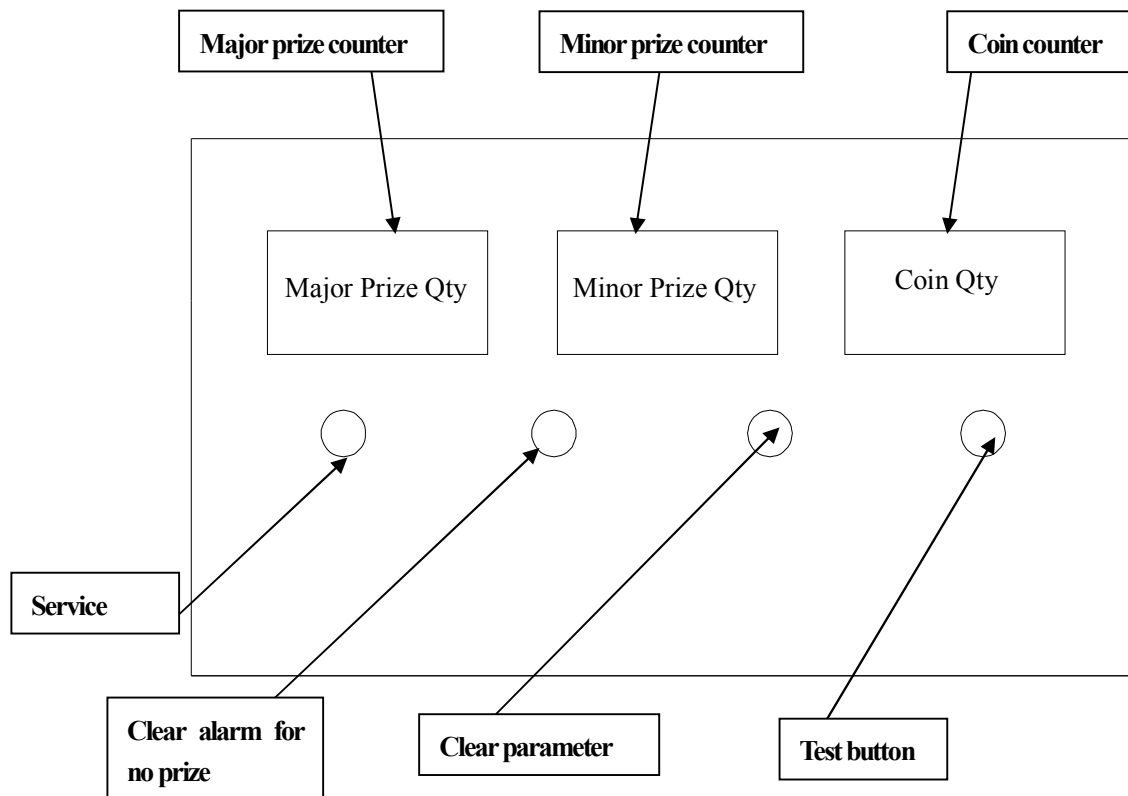 Major prize counter
Minor prize counter
Coin counter
Major Prize Qty
Minor Prize Qty
Coin Qty
Service
Clear alarm for
no prize
Clear parameter
Test button